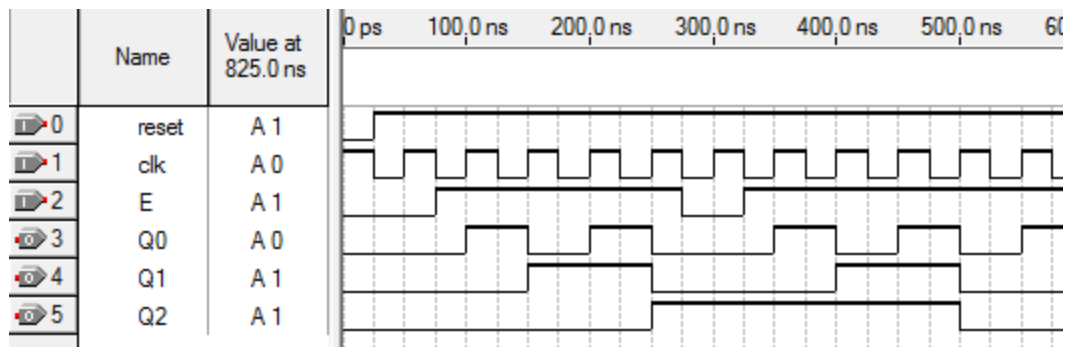 Name
Value at
825.0 ns
0 ps 100.0 ns 200.0 ns 300.0 ns 400.0 ns 500.0 ns 60
0 reset A 1
1 clk A 0
2 E A 1
3 Q0 A 0
4 Q1 A 1
5 Q2 A 1